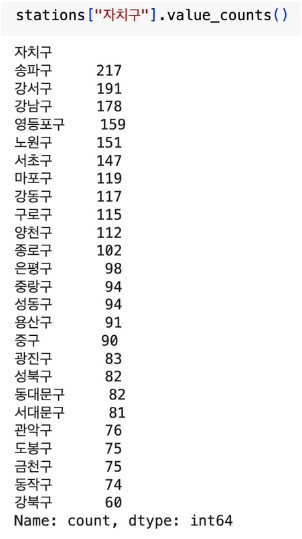 stations["자치구"].value_counts()
자치구
송파구 217
강서구 191
강남구 178
영등포구 159
노원구 151
서초구 147
마포구 119
강동구 117
구로구 115
양천구 112
종로구 102
은평구 98
중랑구 94
성동구 94
용산구 91
중구 90
광진구 83
성북구 82
동대문구 82
서대문구 81
관악구 76
도봉구 75
금천구 75
동작구 74
강북구 60
Name: count, dtype: int64